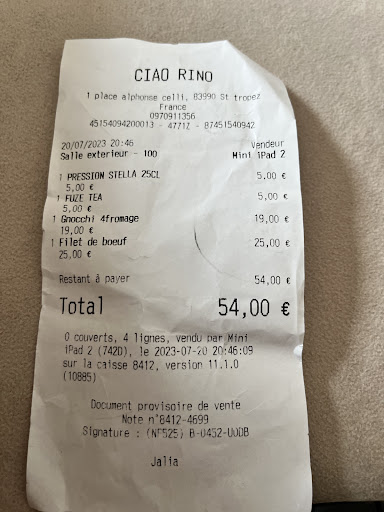 CIAO RINO
1 place alphonse celli, 83990 St tropez
France
0970911356
45154094200013 - 4771Z - 87451540942
20/07/2023 20:46 Vendeur
Salle exterieur - 100 Mini iPad 2
1 PRESSION STELLA 25CL 5,00 €
5,00 €
1 FUZE TEA 5,00 €
5,00 €
1 Gnocchi 4fromage 19,00 €
19,00 €
1 Filet de boeuf 25,00 €
25,00 €
Restant à payer 54,00 €
Total 54,00 €
0 couverts, 4 lignes, vendu par Mini
iPad 2 (742D), le 2023-07-20 20:46:09
sur la caisse 8412, version 11.1.0
(10885)
Document provisoire de vente
Note n°8412-4699
Signature : (NF525) B-0452-UODB
Jalia